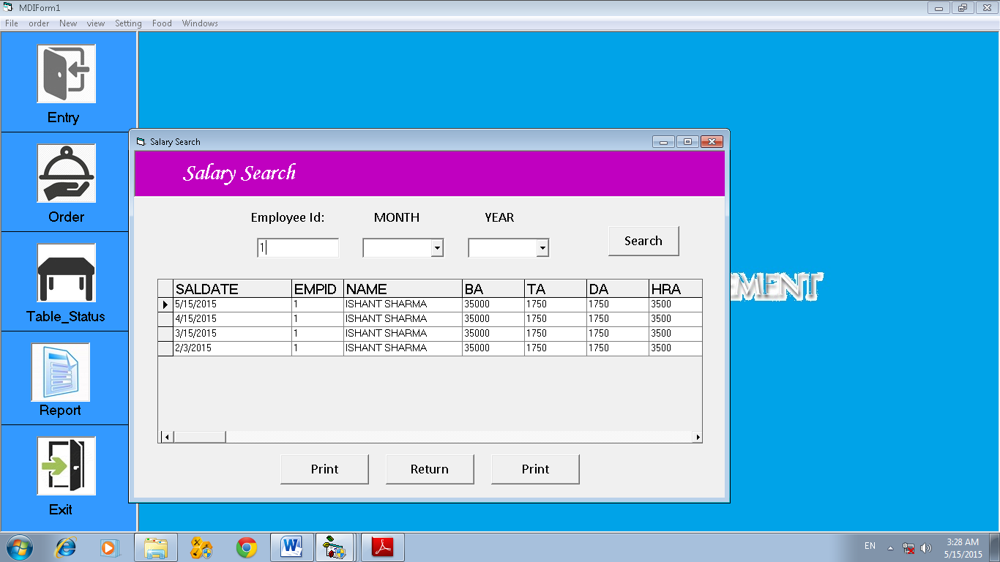 MDIForm1
File order New view Setting Food Windows
Entry
Order
Table_Status
Report
Exit
Salary Search
Salary Search
Employee Id: MONTH YEAR
1
Search
SALDATE EMPID NAME BA TA DA HRA
5/15/2015 1 ISHANT SHARMA 35000 1750 1750 3500
4/15/2015 1 ISHANT SHARMA 35000 1750 1750 3500
3/15/2015 1 ISHANT SHARMA 35000 1750 1750 3500
2/3/2015 1 ISHANT SHARMA 35000 1750 1750 3500
Print Return Print
EMENT
EN 3:28 AM
5/15/2015